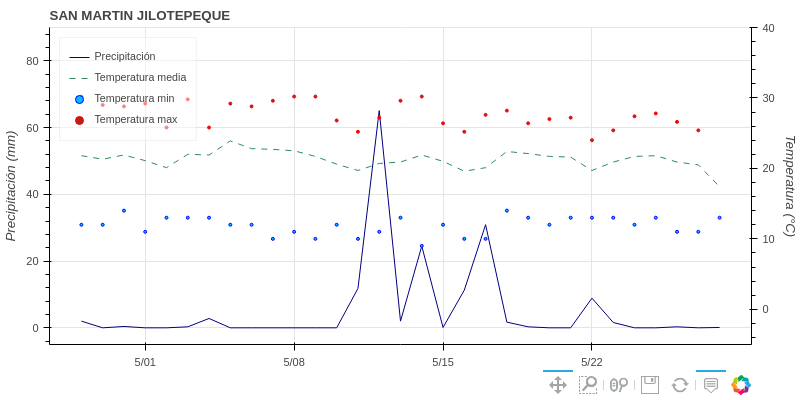 SAN MARTIN JILOTEPEQUE
Precipitación
Temperatura media
Temperatura min
Temperatura max
Precipitación (mm)
80
60
40
20
0
Temperatura (°C)
40
30
20
10
0
5/01
5/08
5/15
5/22